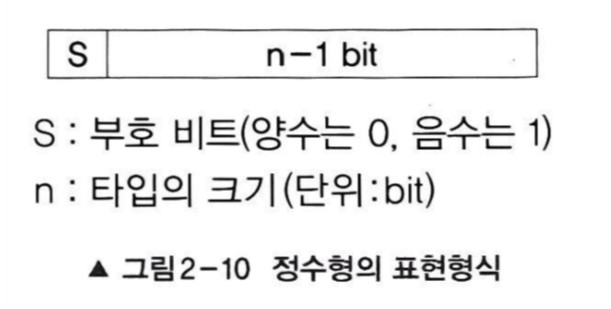 S n-1 bit
S : 부호 비트(양수는 0, 음수는 1)
n : 타입의 크기(단위:bit)
▲ 그림2-10 정수형의 표현형식